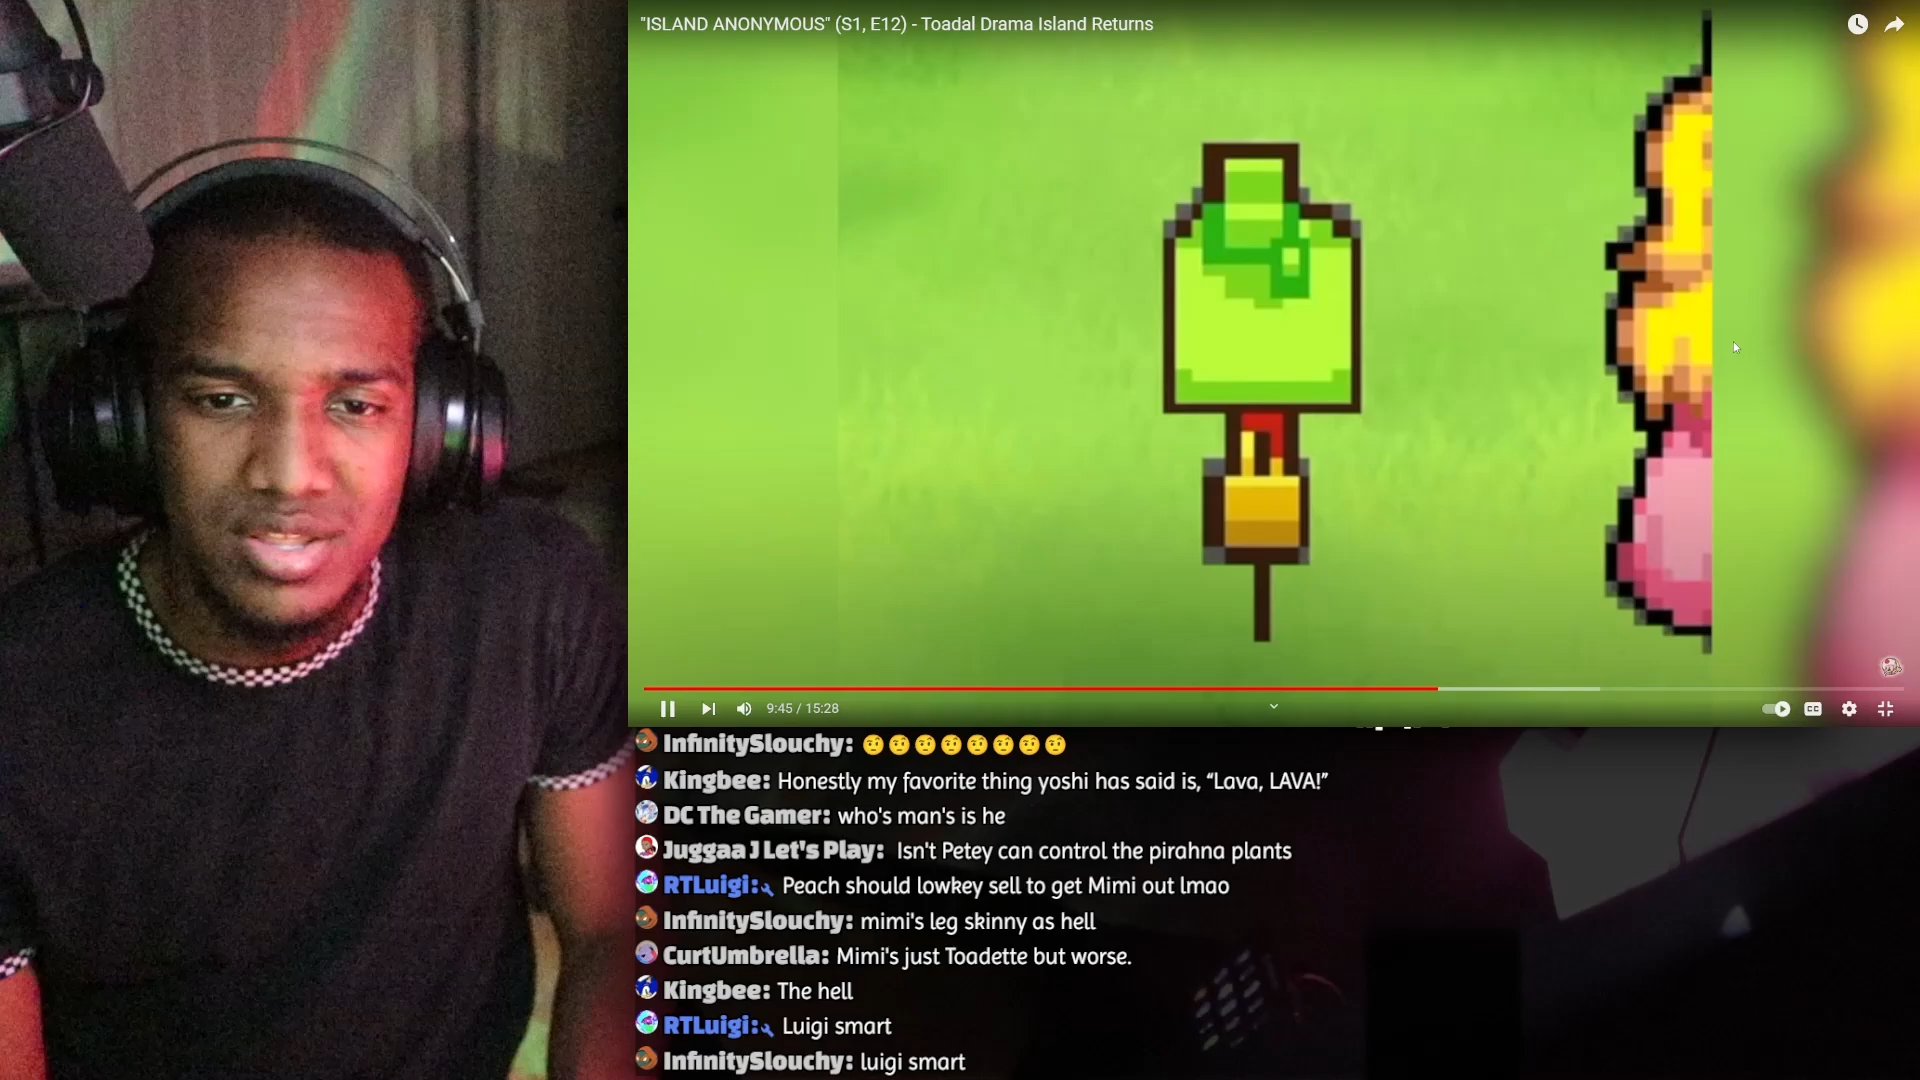 "ISLAND ANONYMOUS" (S1, E12) - Toadal Drama Island Returns
9:45 / 15:28
CC
InfinitySlouchy: 🤨🤨🤨🤨🤨🤨🤨🤨
Kingbee: Honestly my favorite thing yoshi has said is, “Lava, LAVA!”
DC The Gamer: who's man's is he
Juggaa J Let's Play: Isn't Petey can control the pirahna plants
RTLuigi: Peach should lowkey sell to get Mimi out lmao
InfinitySlouchy: mimi's leg skinny as hell
CurtUmbrella: Mimi's just Toadette but worse.
Kingbee: The hell
RTLuigi: Luigi smart
InfinitySlouchy: luigi smart